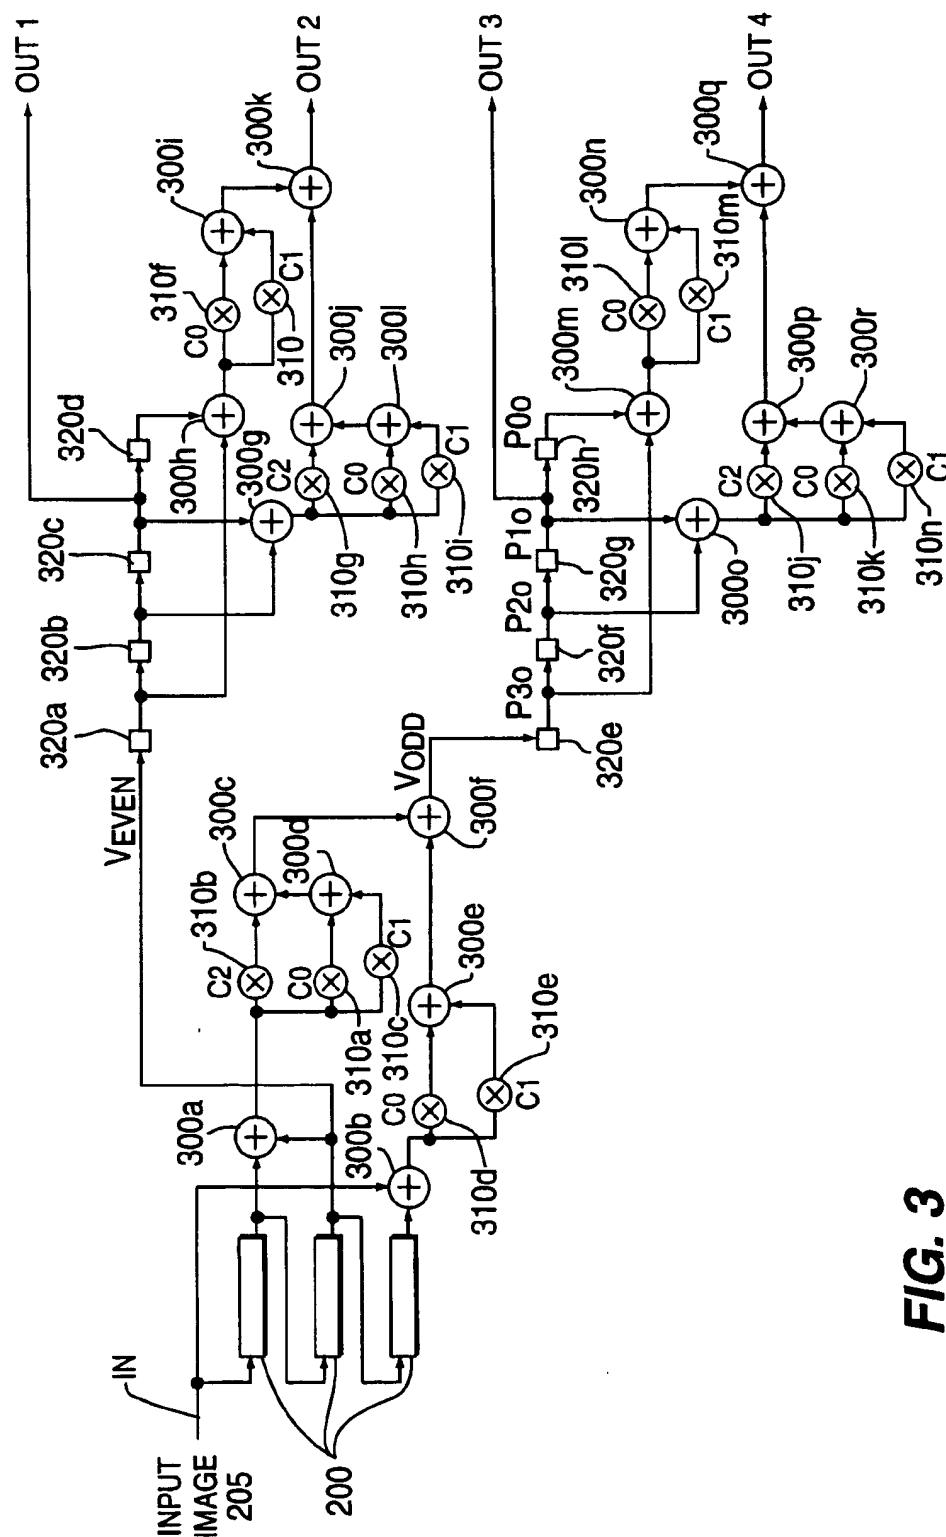 INPUT
IMAGE
205
IN
200
300a
300b
VEVEN
C2
310b
300c
C0
310a
300d
310c
C1
C0
310d
300e
310e
C1
300f
VODD
320a
320b
320c
320d
300h
300g
C0
310f
300i
310
C1
300k
C2
310g
300j
C0
310h
300l
310i
C1
OUT 1
OUT 2
320e
P3o
320f
P2o
320g
P1o
320h
P0o
300m
300o
C0
310l
300n
310m
C1
300q
C2
310j
300p
C0
310k
300r
310n
C1
OUT 3
OUT 4
FIG. 3